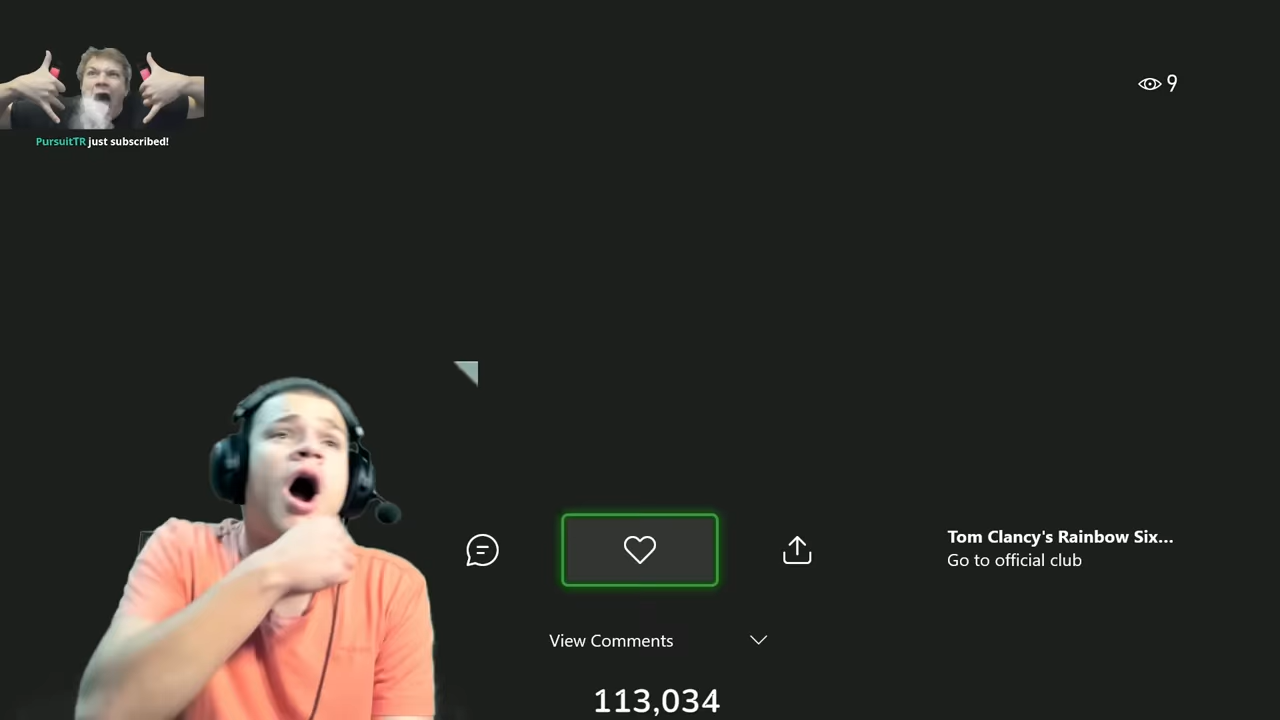 9
PursuitTR just subscribed!
Tom Clancy's Rainbow Six...
Go to official club
View Comments
113,034